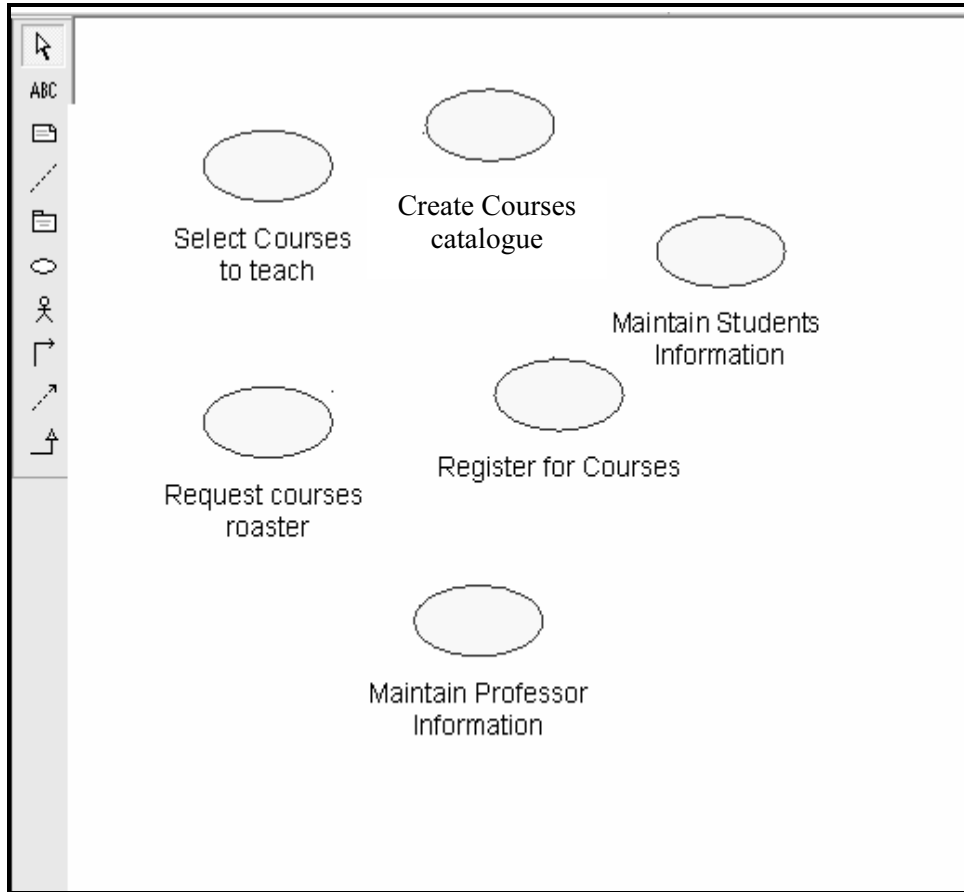 ABC
Create Courses
catalogue
Select Courses
to teach
Maintain Students
Information
Register for Courses
Request courses
roaster
Maintain Professor
Information